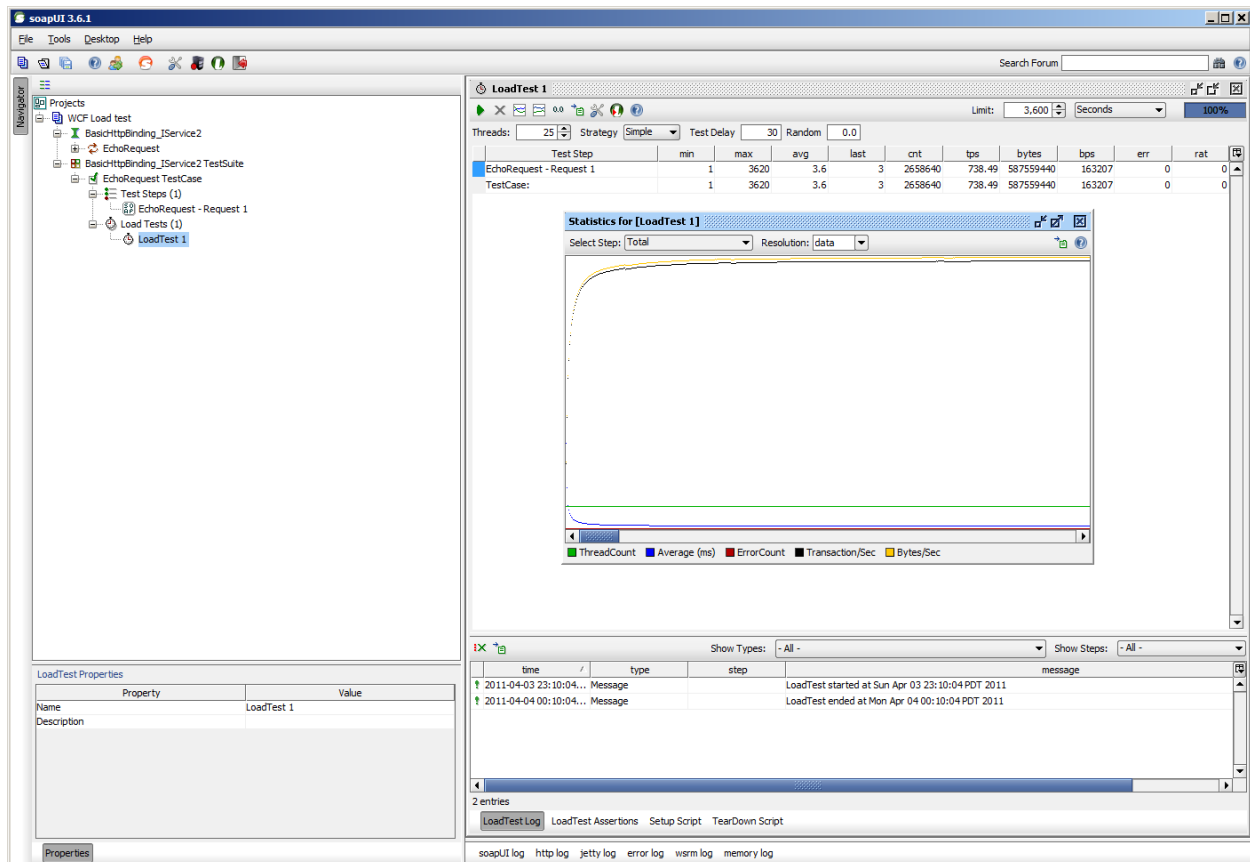 soapUI 3.6.1
File Tools Desktop Help
Search Forum
Navigator
Projects
WCF Load test
BasicHttpBinding_IService2
EchoRequest
BasicHttpBinding_IService2 TestSuite
EchoRequest TestCase
Test Steps (1)
EchoRequest - Request 1
Load Tests (1)
LoadTest 1
LoadTest Properties
Property Value
Name LoadTest 1
Description
Properties
LoadTest 1
0.0 Limit: 3,600 Seconds 100%
Threads: 25 Strategy Simple Test Delay 30 Random 0.0
Test Step min max avg last cnt tps bytes bps err rat
EchoRequest - Request 1 1 3620 3.6 3 2658640 738.49 587559440 163207 0 0
TestCase: 1 3620 3.6 3 2658640 738.49 587559440 163207 0 0
Statistics for [LoadTest 1]
Select Step: Total Resolution: data
ThreadCount Average (ms) ErrorCount Transaction/Sec Bytes/Sec
Show Types: - All - Show Steps: - All -
time type step message
2011-04-03 23:10:04... Message LoadTest started at Sun Apr 03 23:10:04 PDT 2011
2011-04-04 00:10:04... Message LoadTest ended at Mon Apr 04 00:10:04 PDT 2011
2 entries
LoadTest Log LoadTest Assertions Setup Script TearDown Script
soapUI log http log jetty log error log wsrm log memory log